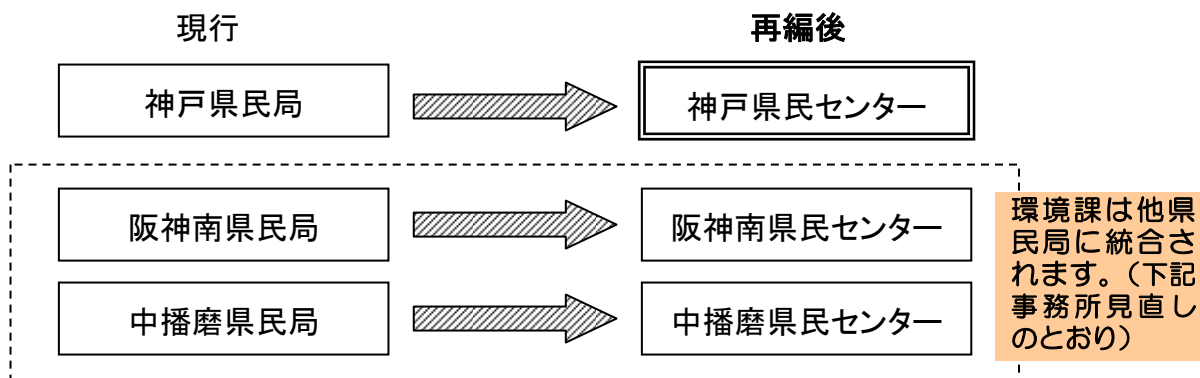 現行
再編後
神戸県民局
神戸県民センター
阪神南県民局
阪神南県民センター
中播磨県民局
中播磨県民センター
環境課は他県
民局に統合さ
れます。（下記
事務所見直し
のとおり）